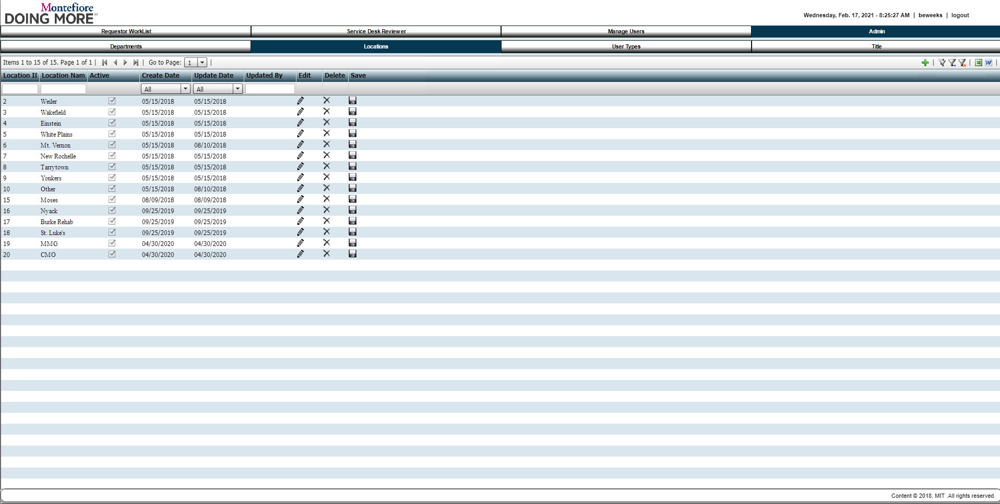 Montefiore
DOING MORE℠
Wednesday, Feb. 17, 2021 - 8:25:27 AM | beweeks | logout
Requestor WorkList Service Desk Reviewer Manage Users Admin
Departments Locations User Types Title
Items 1 to 15 of 15. Page 1 of 1 | | Go to Page: 1 |
Location II Location Nam Active Create Date Update Date Updated By Edit Delete Save
All All
2 Weiler 05/15/2018 05/15/2018
3 Wakefield 05/15/2018 05/15/2018
4 Einstein 05/15/2018 05/15/2018
5 White Plains 05/15/2018 05/15/2018
6 Mt. Vernon 05/15/2018 08/10/2018
7 New Rochelle 05/15/2018 05/15/2018
8 Tarrytown 05/15/2018 05/15/2018
9 Yonkers 05/15/2018 05/15/2018
10 Other 05/15/2018 08/10/2018
15 Moses 08/09/2018 08/09/2018
16 Nyack 09/25/2019 09/25/2019
17 Burke Rehab 09/25/2019 09/25/2019
18 St. Luke's 09/25/2019 09/25/2019
19 MMG 04/30/2020 04/30/2020
20 CMO 04/30/2020 04/30/2020
Content © 2018, MIT .All rights reserved.